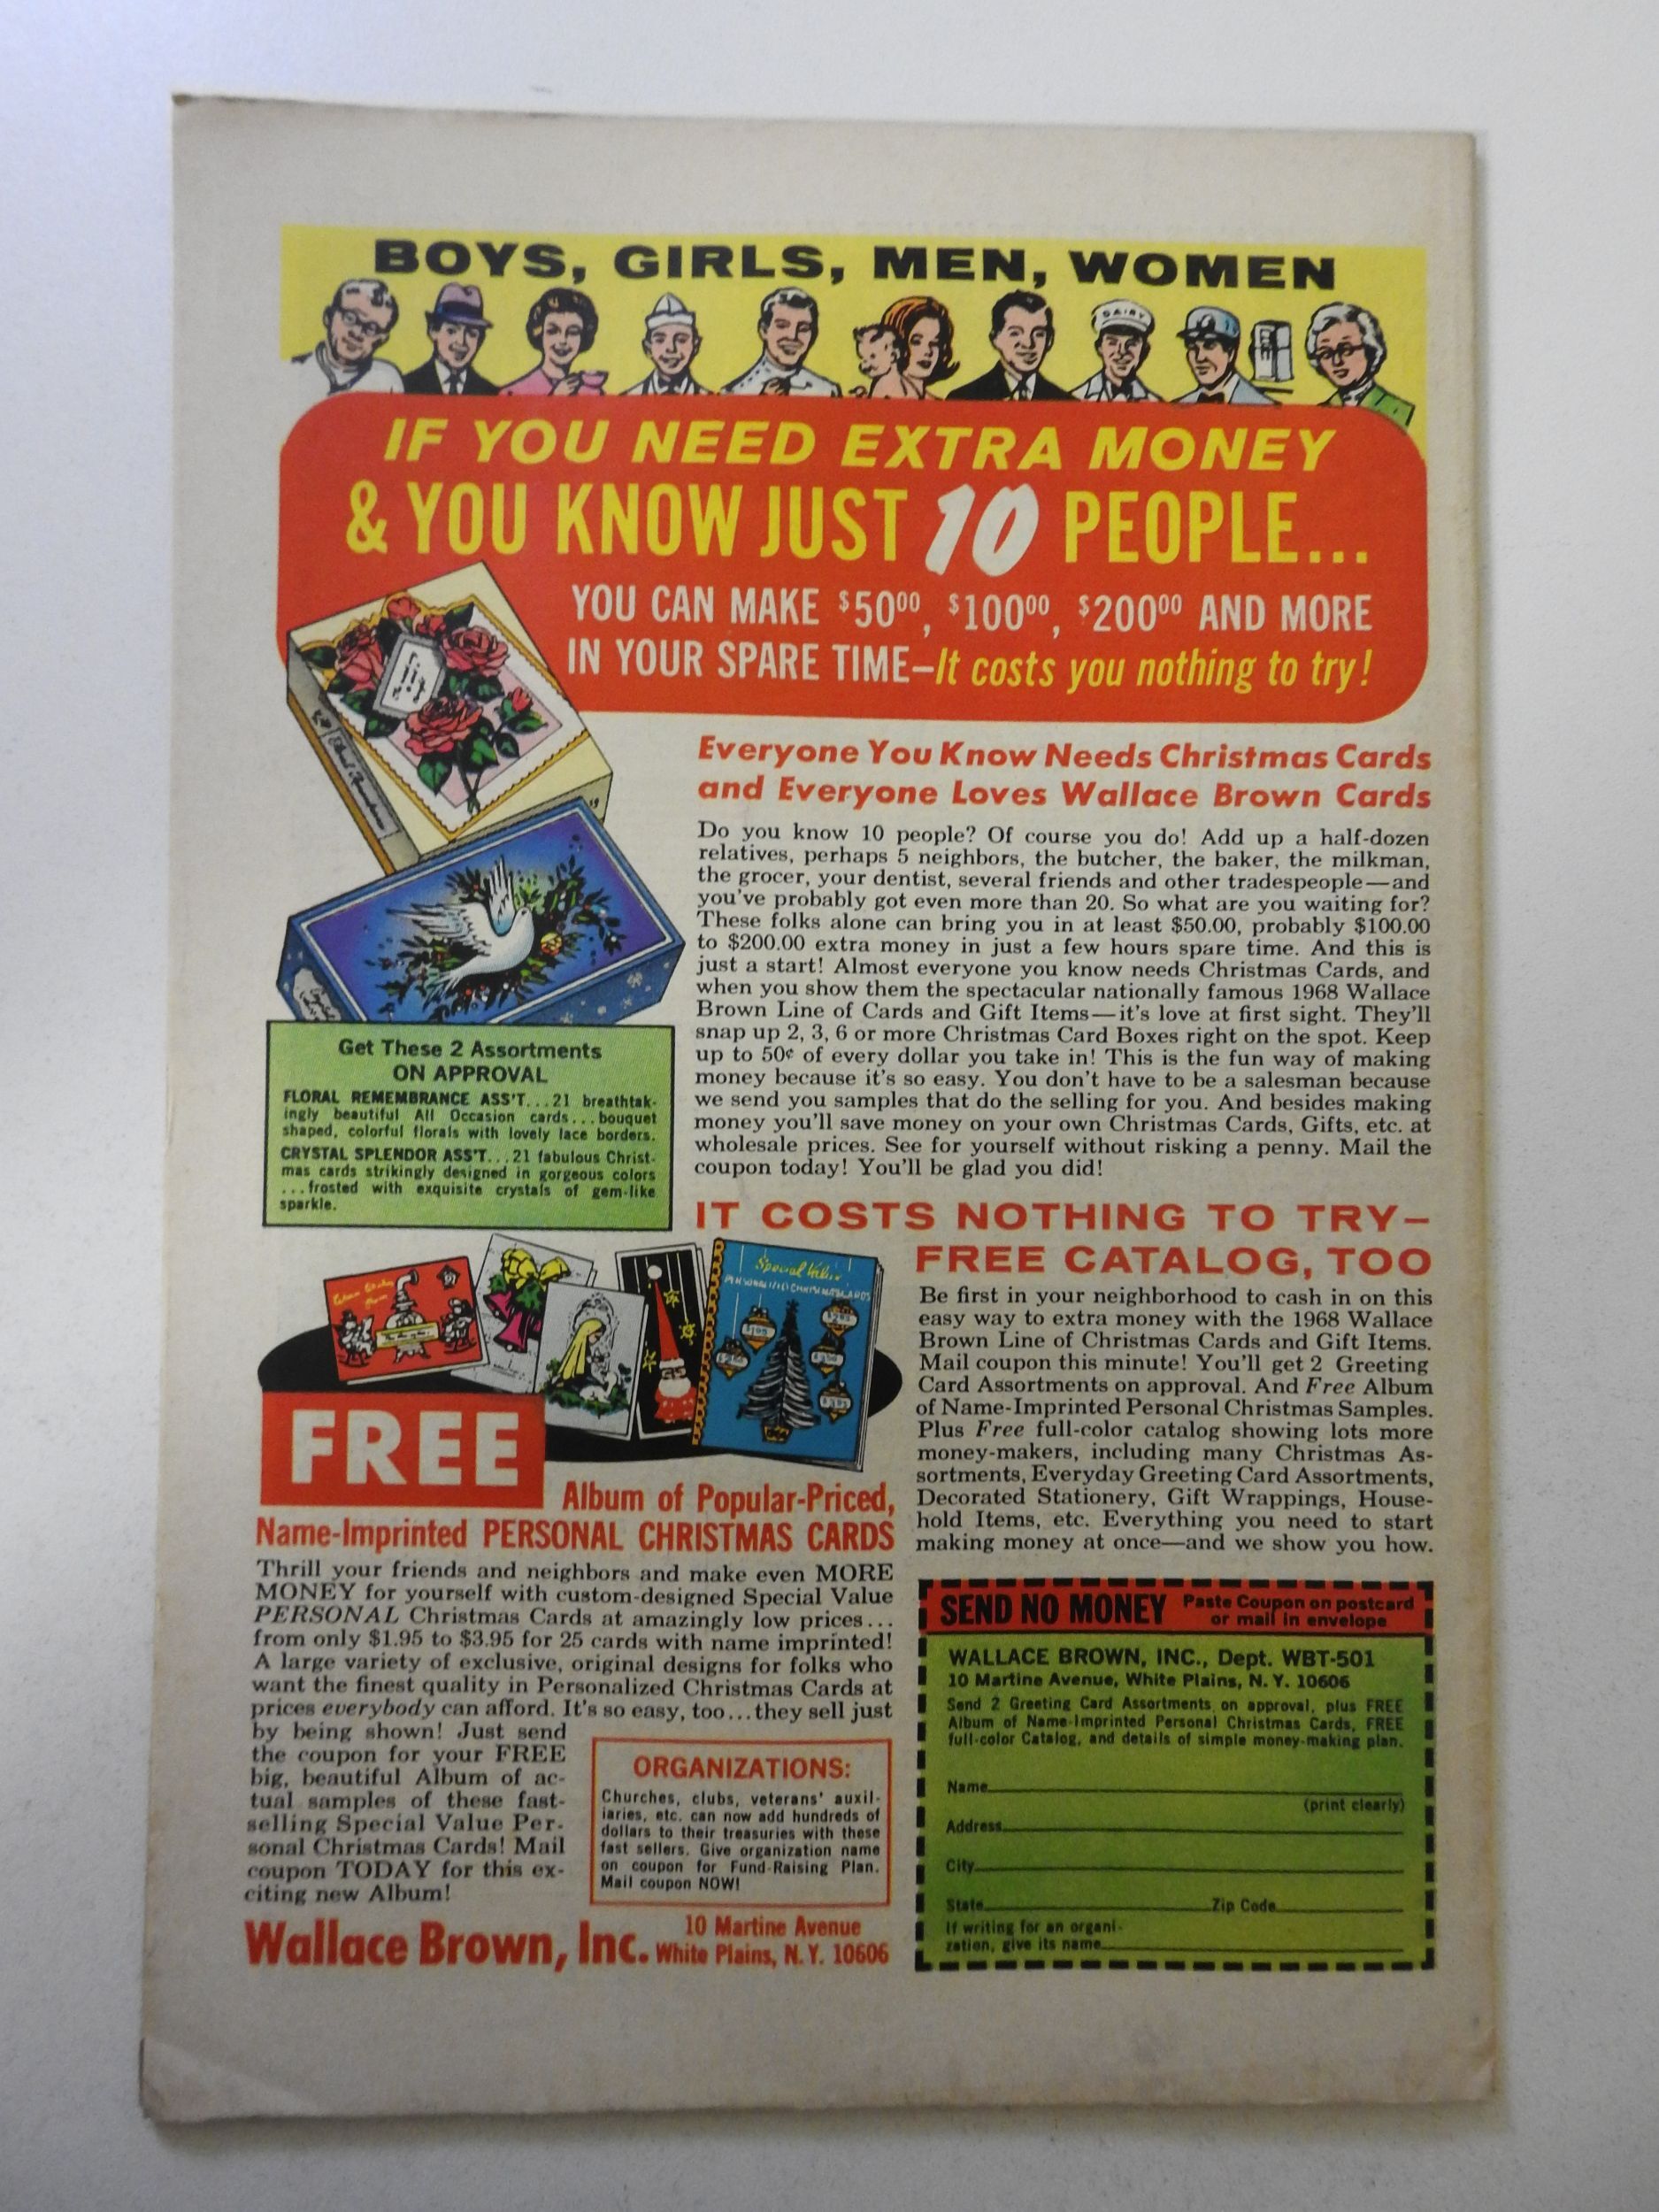 BOYS, GIRLS, MEN, WOMEN
DAIRY
IF YOU NEED EXTRA MONEY
& YOU KNOW JUST 10 PEOPLE...
YOU CAN MAKE $50⁰⁰, $100⁰⁰, $200⁰⁰ AND MORE
IN YOUR SPARE TIME—It costs you nothing to try!
Everyone You Know Needs Christmas Cards
and Everyone Loves Wallace Brown Cards
Do you know 10 people? Of course you do! Add up a half-dozen
relatives, perhaps 5 neighbors, the butcher, the baker, the milkman,
the grocer, your dentist, several friends and other tradespeople—and
you've probably got even more than 20. So what are you waiting for?
These folks alone can bring you in at least $50.00, probably $100.00
to $200.00 extra money in just a few hours spare time. And this is
just a start! Almost everyone you know needs Christmas Cards, and
when you show them the spectacular nationally famous 1968 Wallace
Brown Line of Cards and Gift Items—it's love at first sight. They'll
snap up 2, 3, 6 or more Christmas Card Boxes right on the spot. Keep
up to 50¢ of every dollar you take in! This is the fun way of making
money because it's so easy. You don't have to be a salesman because
we send you samples that do the selling for you. And besides making
money you'll save money on your own Christmas Cards, Gifts, etc. at
wholesale prices. See for yourself without risking a penny. Mail the
coupon today! You'll be glad you did!
Get These 2 Assortments
ON APPROVAL
FLORAL REMEMBRANCE ASS'T...21 breathtak-
ingly beautiful All Occasion cards...bouquet
shaped, colorful florals with lovely lace borders.
CRYSTAL SPLENDOR ASS'T...21 fabulous Christ-
mas cards strikingly designed in gorgeous colors
...frosted with exquisite crystals of gem-like
sparkle.
IT COSTS NOTHING TO TRY—
FREE CATALOG, TOO
Be first in your neighborhood to cash in on this
easy way to extra money with the 1968 Wallace
Brown Line of Christmas Cards and Gift Items.
Mail coupon this minute! You'll get 2 Greeting
Card Assortments on approval. And Free Album
of Name-Imprinted Personal Christmas Samples.
Plus Free full-color catalog showing lots more
money-makers, including many Christmas As-
sortments, Everyday Greeting Card Assortments,
Decorated Stationery, Gift Wrappings, House-
hold Items, etc. Everything you need to start
making money at once—and we show you how.
Special Value
PERSONALIZED CHRISTMAS CARDS
$1.95
FREE
Album of Popular-Priced,
Name-Imprinted PERSONAL CHRISTMAS CARDS
Thrill your friends and neighbors and make even MORE
MONEY for yourself with custom-designed Special Value
PERSONAL Christmas Cards at amazingly low prices...
from only $1.95 to $3.95 for 25 cards with name imprinted!
A large variety of exclusive, original designs for folks who
want the finest quality in Personalized Christmas Cards at
prices everybody can afford. It's so easy, too...they sell just
by being shown! Just send
the coupon for your FREE
big, beautiful Album of ac-
tual samples of these fast-
selling Special Value Per-
sonal Christmas Cards! Mail
coupon TODAY for this ex-
citing new Album!
ORGANIZATIONS:
Churches, clubs, veterans' auxil-
iaries, etc. can now add hundreds of
dollars to their treasuries with these
fast sellers. Give organization name
on coupon for Fund-Raising Plan.
Mail coupon NOW!
Wallace Brown, Inc.
10 Martine Avenue
White Plains, N.Y. 10606
SEND NO MONEY
Paste Coupon on postcard
or mail in envelope
WALLACE BROWN, INC., Dept. WBT-501
10 Martine Avenue, White Plains, N.Y. 10606
Send 2 Greeting Card Assortments on approval, plus FREE
Album of Name-Imprinted Personal Christmas Cards, FREE
full-color Catalog, and details of simple money-making plan.
Name
(print clearly)
Address
City
State Zip Code
If writing for an organi-
zation, give its name